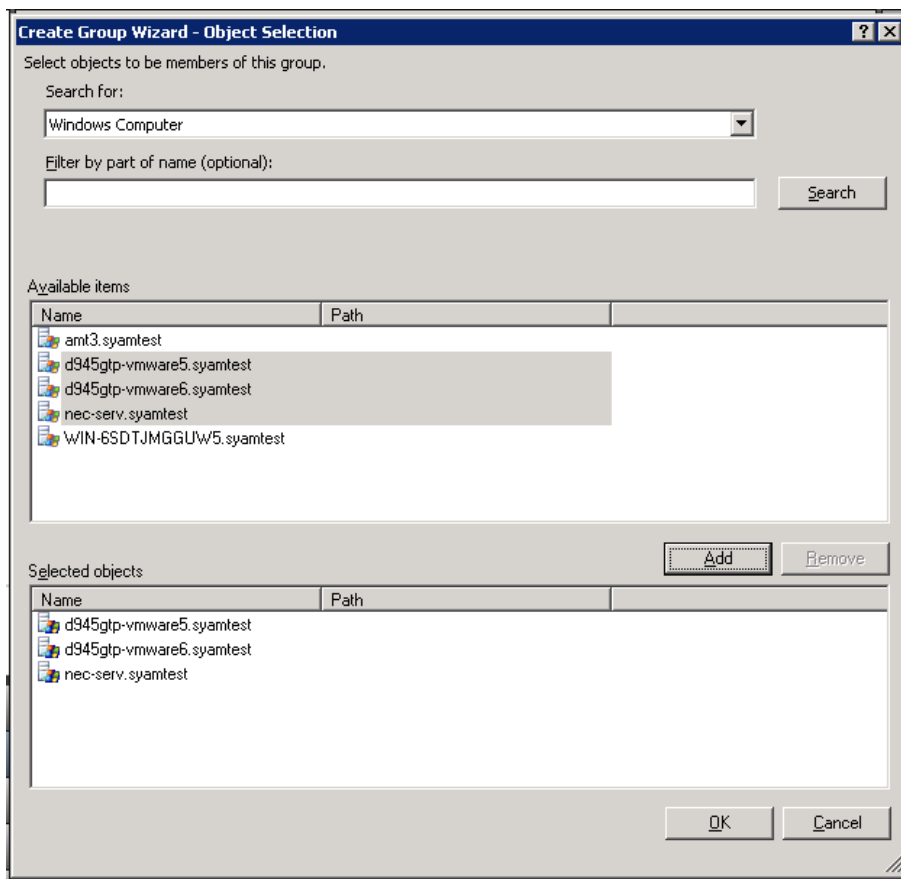 Create Group Wizard - Object Selection
Select objects to be members of this group.
Search for:
Windows Computer
Filter by part of name (optional):
Search
Available items
Name Path
amt3.syamtest
d945gtp-vmware5.syamtest
d945gtp-vmware6.syamtest
nec-serv.syamtest
WIN-6SDTJMGGUW5.syamtest
Add Remove
Selected objects
Name Path
d945gtp-vmware5.syamtest
d945gtp-vmware6.syamtest
nec-serv.syamtest
OK Cancel